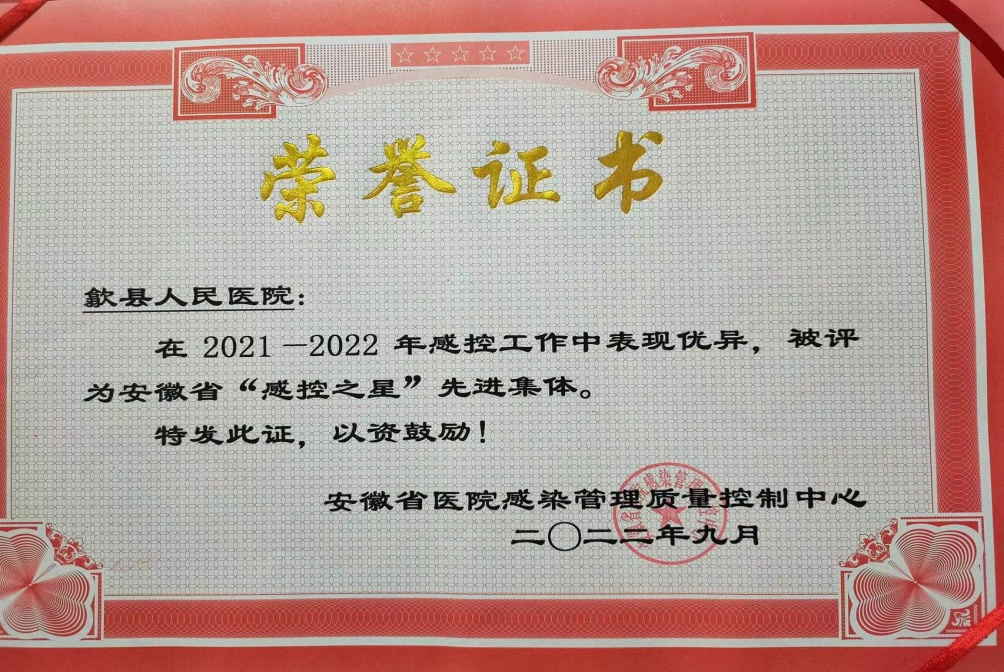 荣誉证书
歙县人民医院：
在 2021—2022 年感控工作中表现优异，被评
为安徽省“感控之星”先进集体。
特发此证，以资鼓励！
安徽省医院感染管理质量控制中心
二〇二二年九月